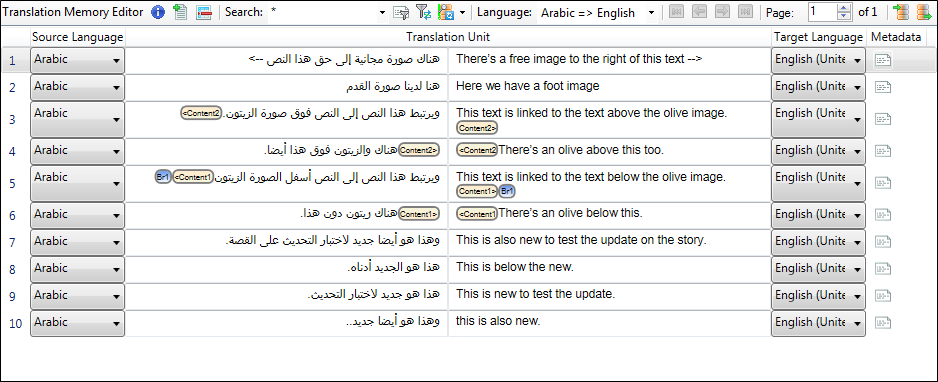 Translation Memory Editor Search: * Language: Arabic => English Page: 1 of 1
Source Language Translation Unit Target Language Metadata
1 Arabic هناك صورة مجانية إلى حق هذا النص --> There's a free image to the right of this text --> English (Unite
2 Arabic هنا لدينا صورة القدم Here we have a foot image English (Unite
3 Arabic ويرتبط هذا النص إلى النص فوق صورة الزيتون.<Content2 This text is linked to the text above the olive image. English (Unite
Content2>
4 Arabic Content2>هناك والزيتون فوق هذا أيضا. <Content2 There's an olive above this too. English (Unite
5 Arabic ويرتبط هذا النص إلى النص أسفل الصورة الزيتون<Content1 Br1 This text is linked to the text below the olive image. English (Unite
Content1> Br1
6 Arabic Content1>هناك ريتون دون هذا. <Content1 There's an olive below this. English (Unite
7 Arabic وهذا هو أيضا جديد لاختبار التحديث على القصة. This is also new to test the update on the story. English (Unite
8 Arabic هذا هو الجديد أدناه. This is below the new. English (Unite
9 Arabic هذا هو جديد لاختبار التحديث. This is new to test the update. English (Unite
10 Arabic وهذا هو أيضا جديد.. this is also new. English (Unite